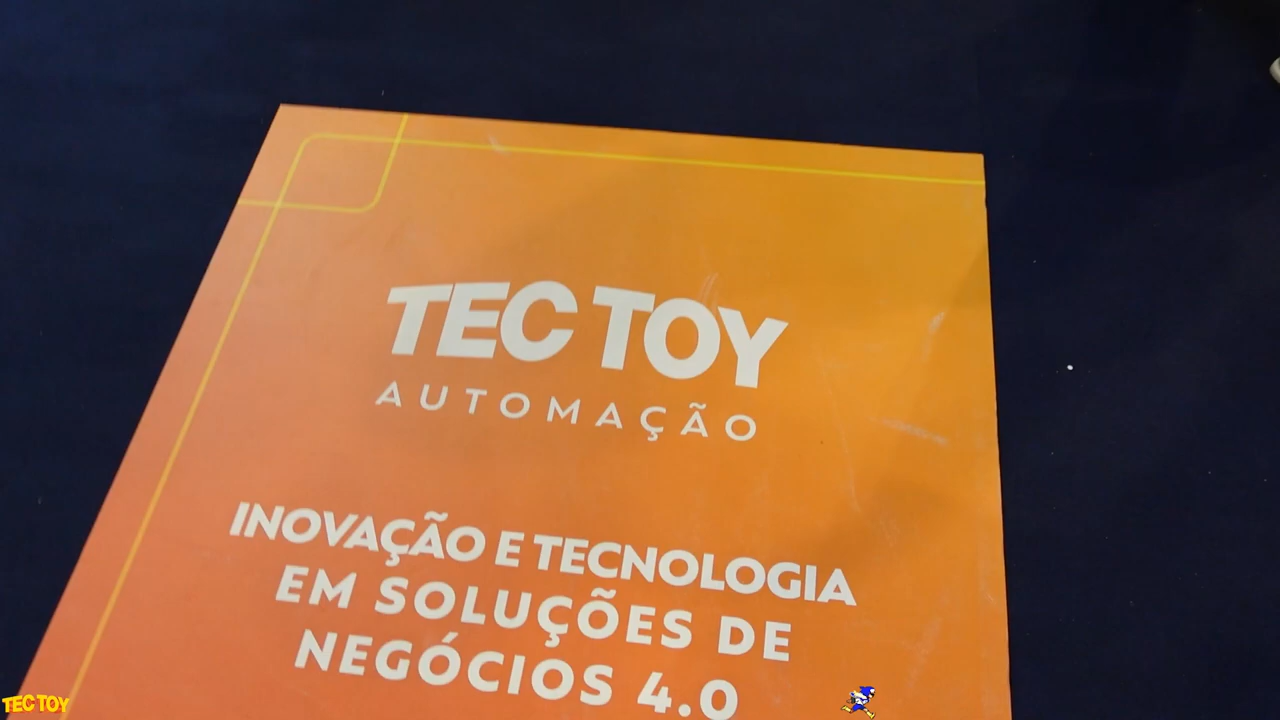 TEC TOY
AUTOMAÇÃO
INOVAÇÃO E TECNOLOGIA
EM SOLUÇÕES DE
NEGÓCIOS 4.0
TEC TOY